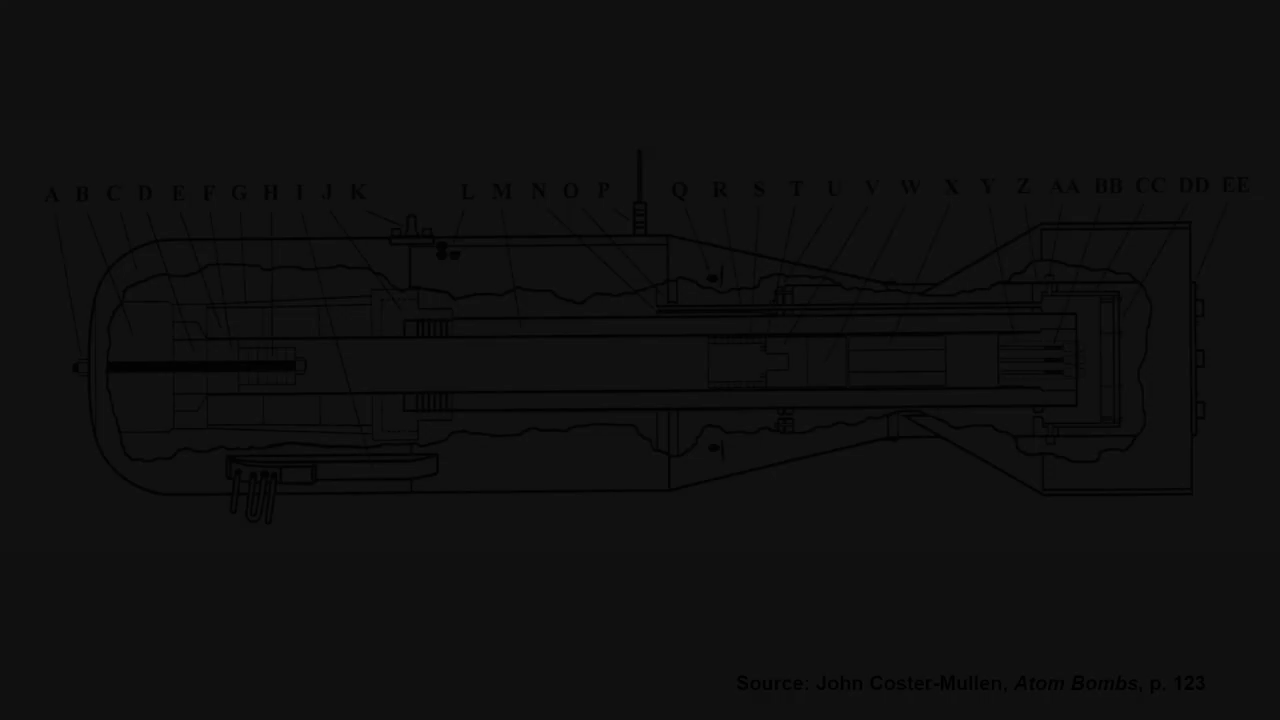 A B C D E F G H I J K L M N O P Q R S T U V W X Y Z AA BB CC DD EE
Source: John Coster-Mullen, Atom Bombs, p. 123